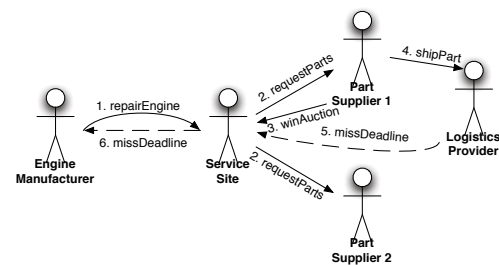 4. shipPart
2. requestParts
Part
Supplier 1
1. repairEngine
3. winAuction
5. missDeadline
6. missDeadline
Logistics
Provider
Engine
Manufacturer
Service
Site
2. requestParts
Part
Supplier 2